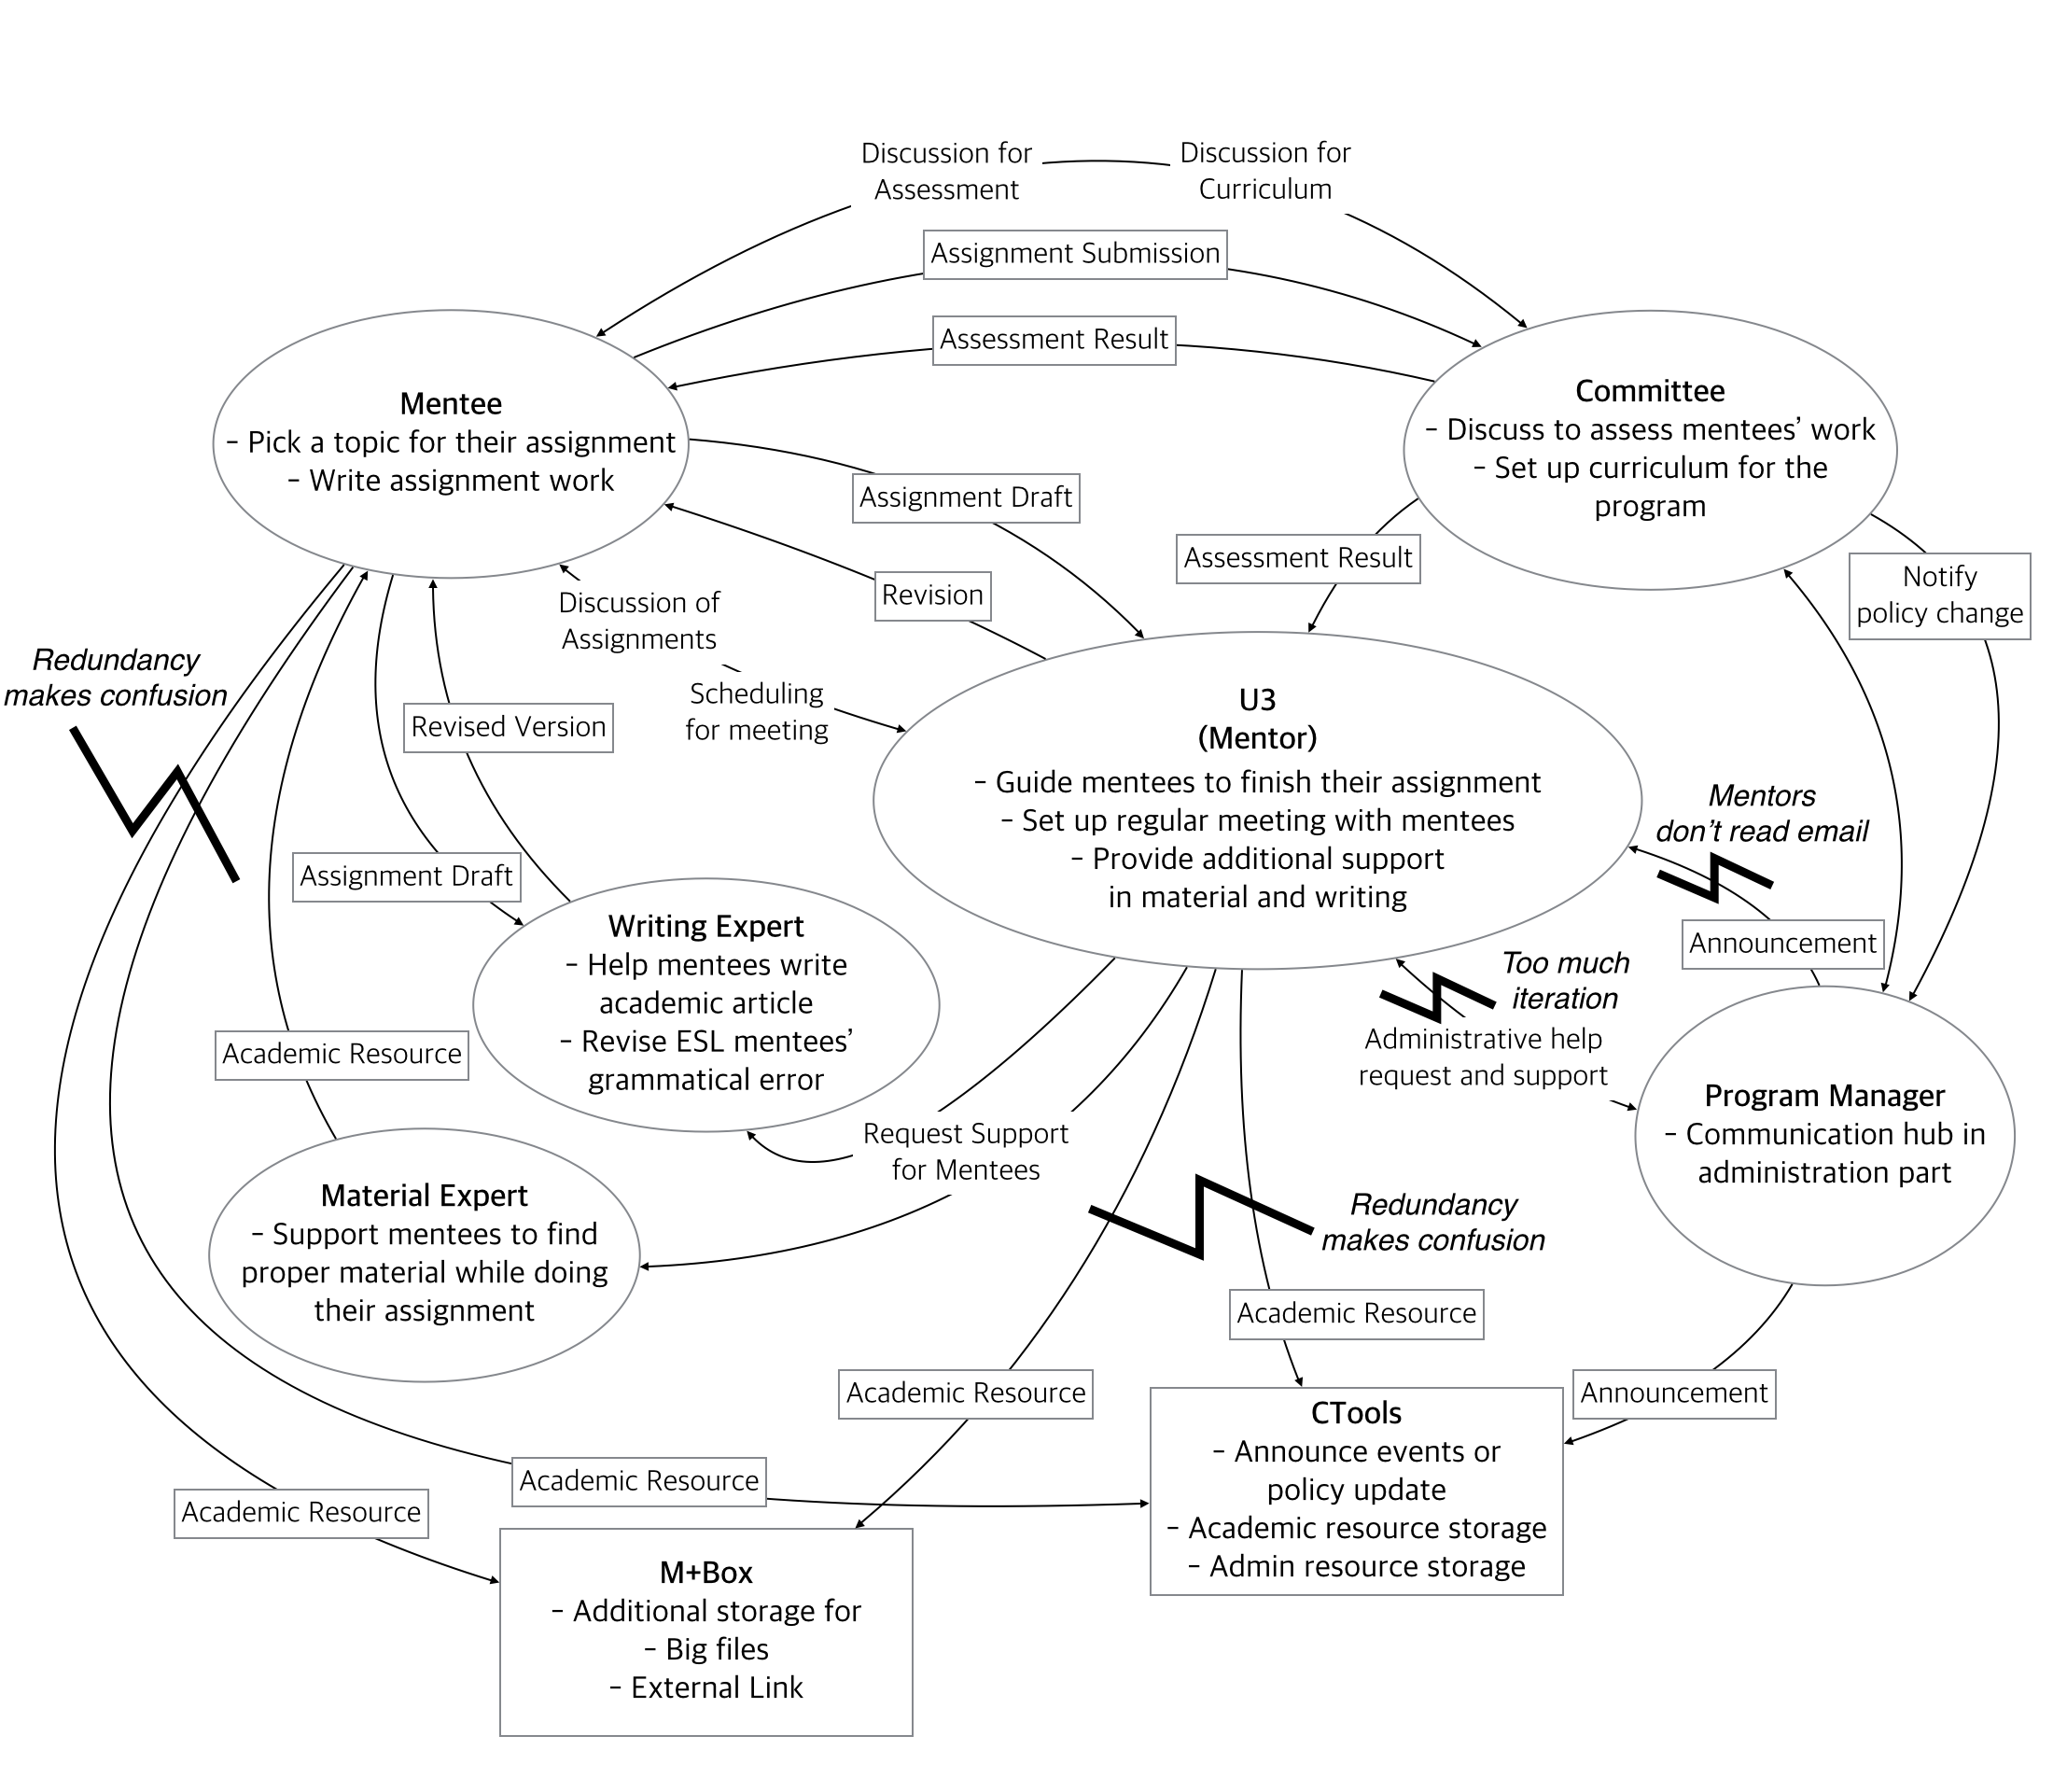 Discussion for
Assessment
Discussion for
Curriculum
Assignment Submission
Assessment Result
Mentee
- Pick a topic for their assignment
- Write assignment work
Committee
- Discuss to assess mentees’ work
- Set up curriculum for the
program
Assignment Draft
Assessment Result
Notify
policy change
Revision
Discussion of
Assignments
Scheduling
for meeting
Redundancy
makes confusion
Revised Version
U3
(Mentor)
- Guide mentees to finish their assignment
- Set up regular meeting with mentees
- Provide additional support
in material and writing
Mentors
don’t read email
Assignment Draft
Announcement
Writing Expert
- Help mentees write
academic article
- Revise ESL mentees’
grammatical error
Too much
iteration
Administrative help
request and support
Academic Resource
Program Manager
- Communication hub in
administration part
Request Support
for Mentees
Material Expert
- Support mentees to find
proper material while doing
their assignment
Redundancy
makes confusion
Academic Resource
Academic Resource
Announcement
CTools
- Announce events or
policy update
- Academic resource storage
- Admin resource storage
Academic Resource
Academic Resource
M+Box
- Additional storage for
- Big files
- External Link